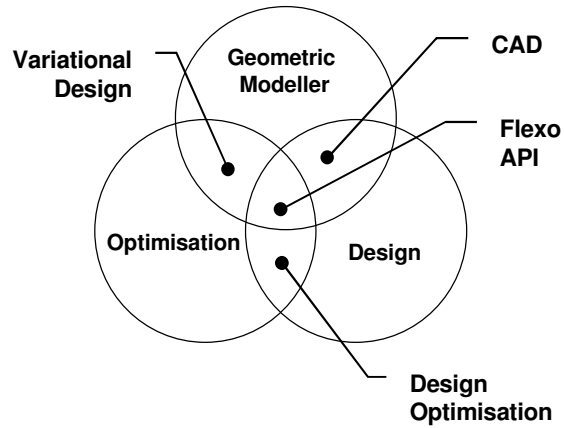 Variational
Design
Geometric
Modeller
CAD
Flexo
API
Optimisation
Design
Design
Optimisation